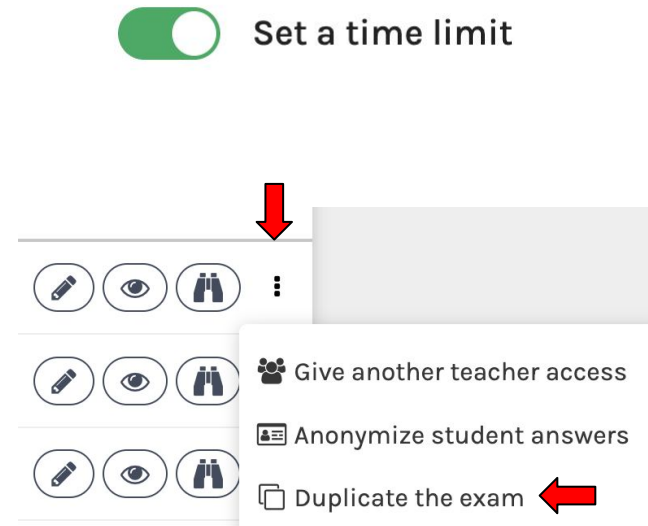 Set a time limit
Give another teacher access
Anonymize student answers
Duplicate the exam